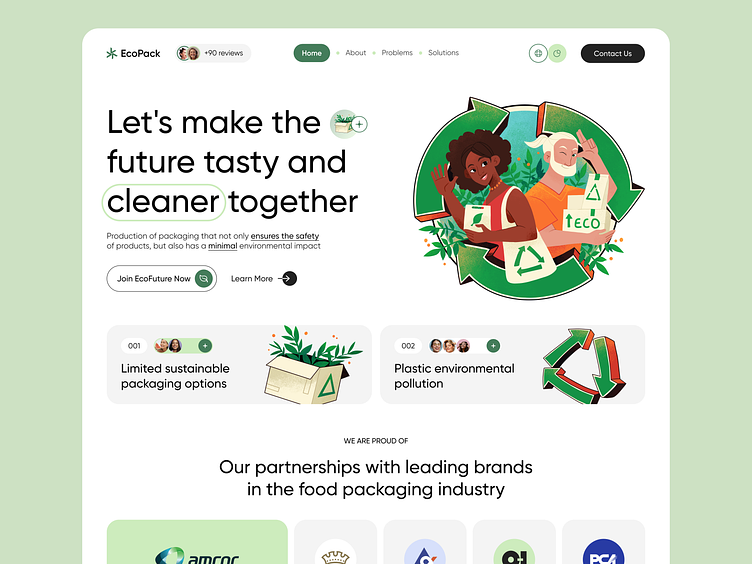 EcoPack
+90 reviews
Home
About
Problems
Solutions
Contact Us
Let's make the
future tasty and
cleaner together
Production of packaging that not only ensures the safety
of products, but also has a minimal environmental impact
Join EcoFuture Now
Learn More
ECO
001
Limited sustainable
packaging options
002
Plastic environmental
pollution
WE ARE PROUD OF
Our partnerships with leading brands
in the food packaging industry
amcor